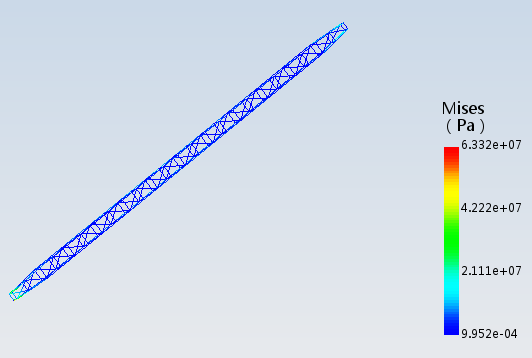 Mises
（Pa）
6.332e+07
4.222e+07
2.111e+07
9.952e-04